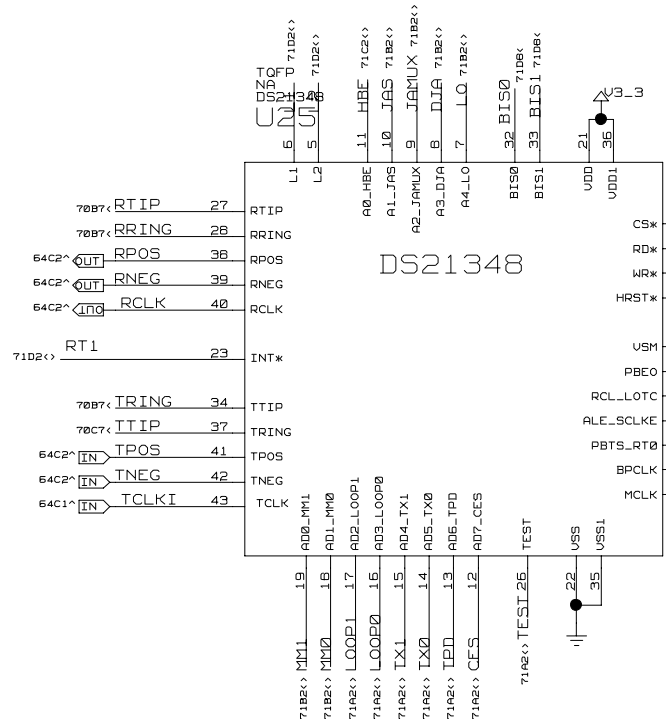 TQFP
NA
DS21348
U25
71D2<>
6
L1
71D2<>
5
L2
71C2<>
HBE
11
A0_HBE
71B2<>
JAS
10
A1_JAS
71B2<>
JAMUX
9
A2_JAMUX
71B2<>
DJA
8
A3_DJA
71B2<>
LO
7
A4_LO
71D8<
BIS0
32
BIS0
71D8<
BIS1
33
BIS1
V3_3
21
VDD
36
VDD1
DS21348
70B7< RTIP 27 RTIP
70B7< RRING 28 RRING
64C2^ OUT RPOS 38 RPOS
64C2^ OUT RNEG 39 RNEG
64C2^ OUT RCLK 40 RCLK
71D2<> RT1 23 INT*
70B7< TRING 34 TTIP
70C7< TTIP 37 TRING
64C2^ IN TPOS 41 TPOS
64C2^ IN TNEG 42 TNEG
64C1^ IN TCLKI 43 TCLK
CS*
RD*
WR*
HRST*
VSM
PBEO
RCL_LOTC
ALE_SCLKE
PBTS_RT0
BPCLK
MCLK
AD0_MM1
19
71B2<> MM1
AD1_MM0
18
71B2<> MM0
AD2_LOOP1
17
71A2<> LOOP1
AD3_LOOP0
16
71A2<> LOOP0
AD4_TX1
15
71A2<> TX1
AD5_TX0
14
71A2<> TX0
AD6_TPD
13
71A2<> TPD
AD7_CES
12
71A2<> CES
TEST
26
71A2<> TEST
VSS
22
VSS1
35